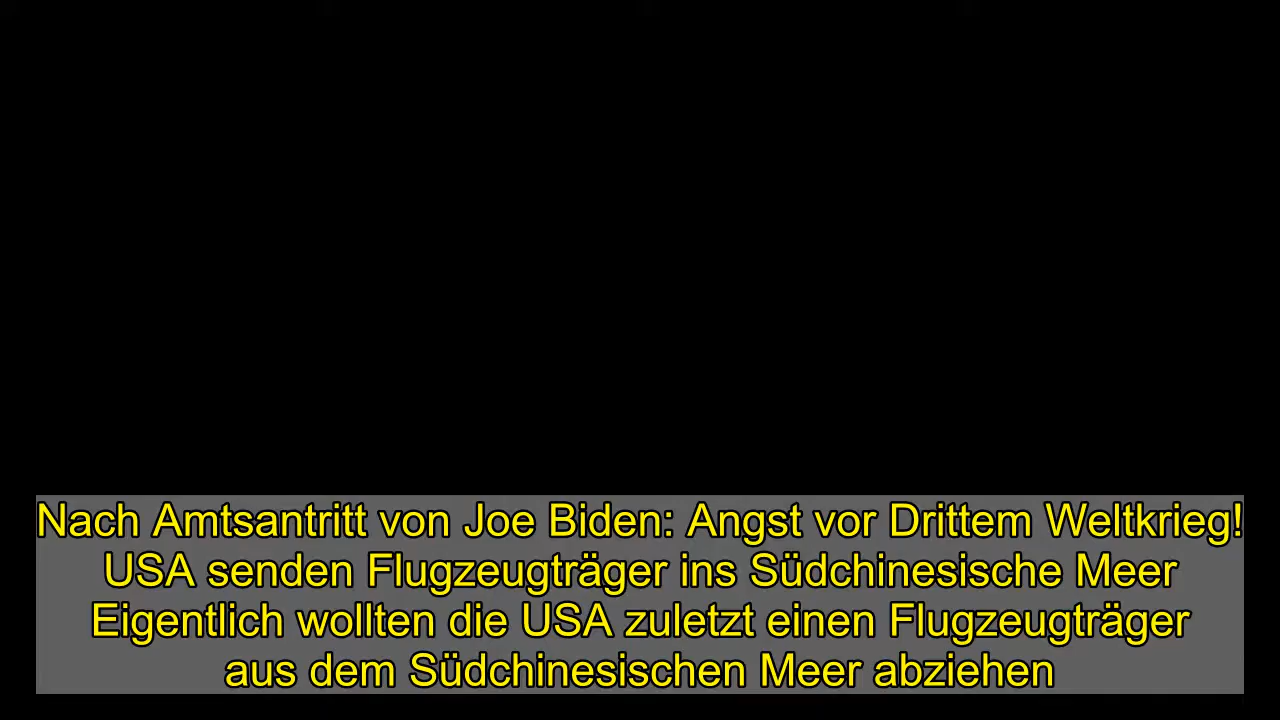 Nach Amtsantritt von Joe Biden: Angst vor Drittem Weltkrieg!
USA senden Flugzeugträger ins Südchinesische Meer
Eigentlich wollten die USA zuletzt einen Flugzeugträger
aus dem Südchinesischen Meer abziehen